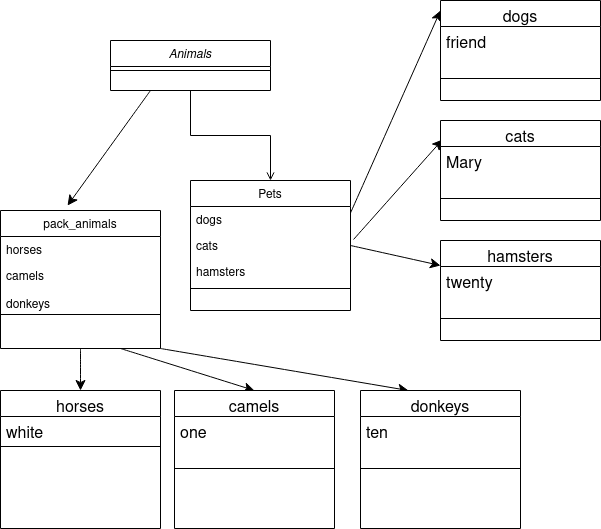 Animals
Pets
dogs
cats
hamsters
pack_animals
horses
camels
donkeys
dogs
friend
cats
Mary
hamsters
twenty
horses
white
camels
one
donkeys
ten